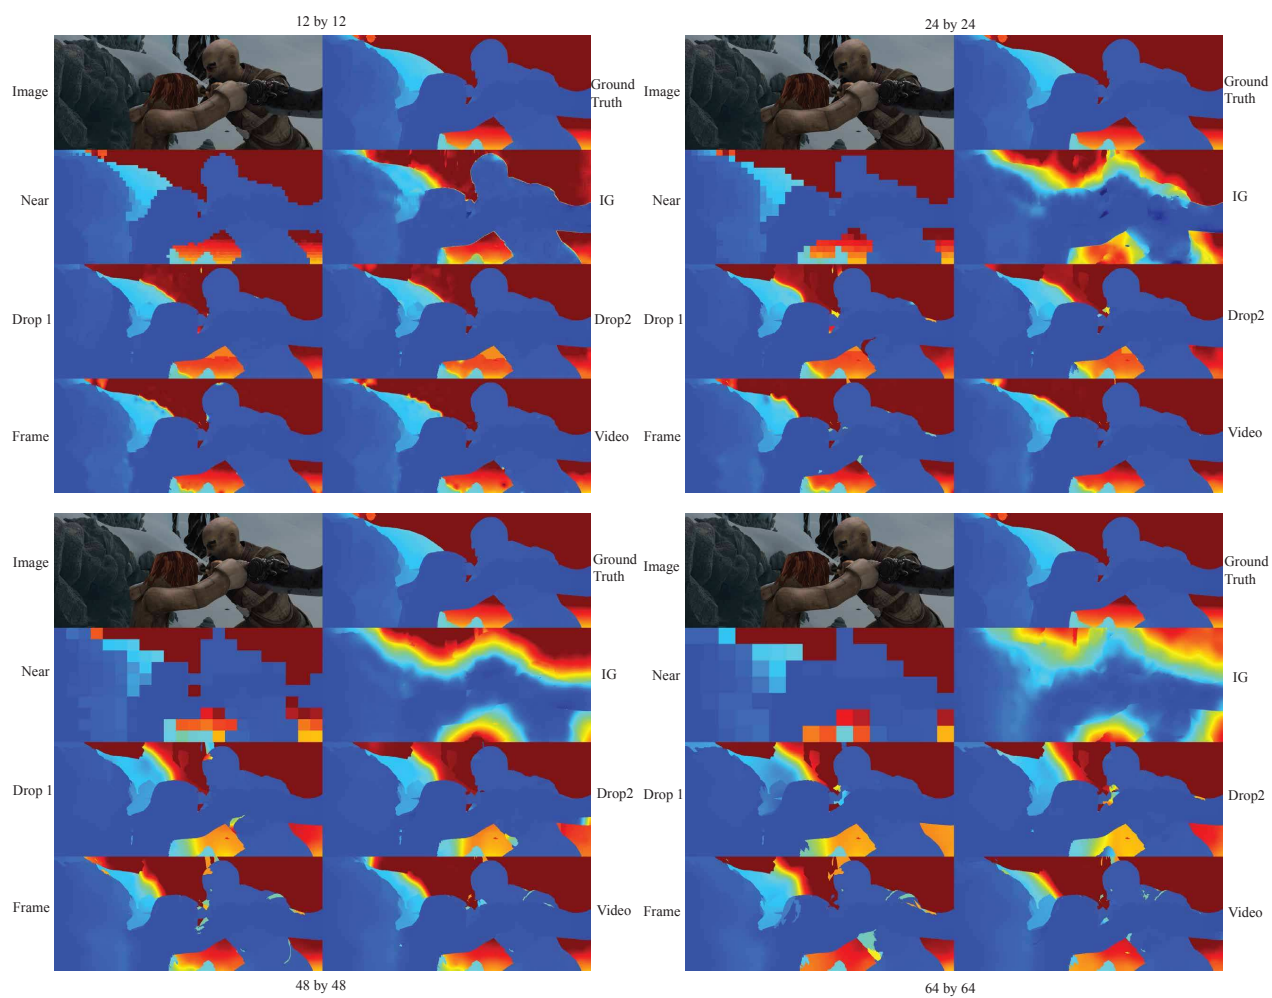 12 by 12
Image
Ground
Truth
Near
IG
Drop 1
Drop2
Frame
Video
24 by 24
Image
Ground
Truth
Near
IG
Drop 1
Drop2
Frame
Video
Image
Ground
Truth
Near
IG
Drop 1
Drop2
Frame
Video
48 by 48
Image
Ground
Truth
Near
IG
Drop 1
Drop2
Frame
Video
64 by 64